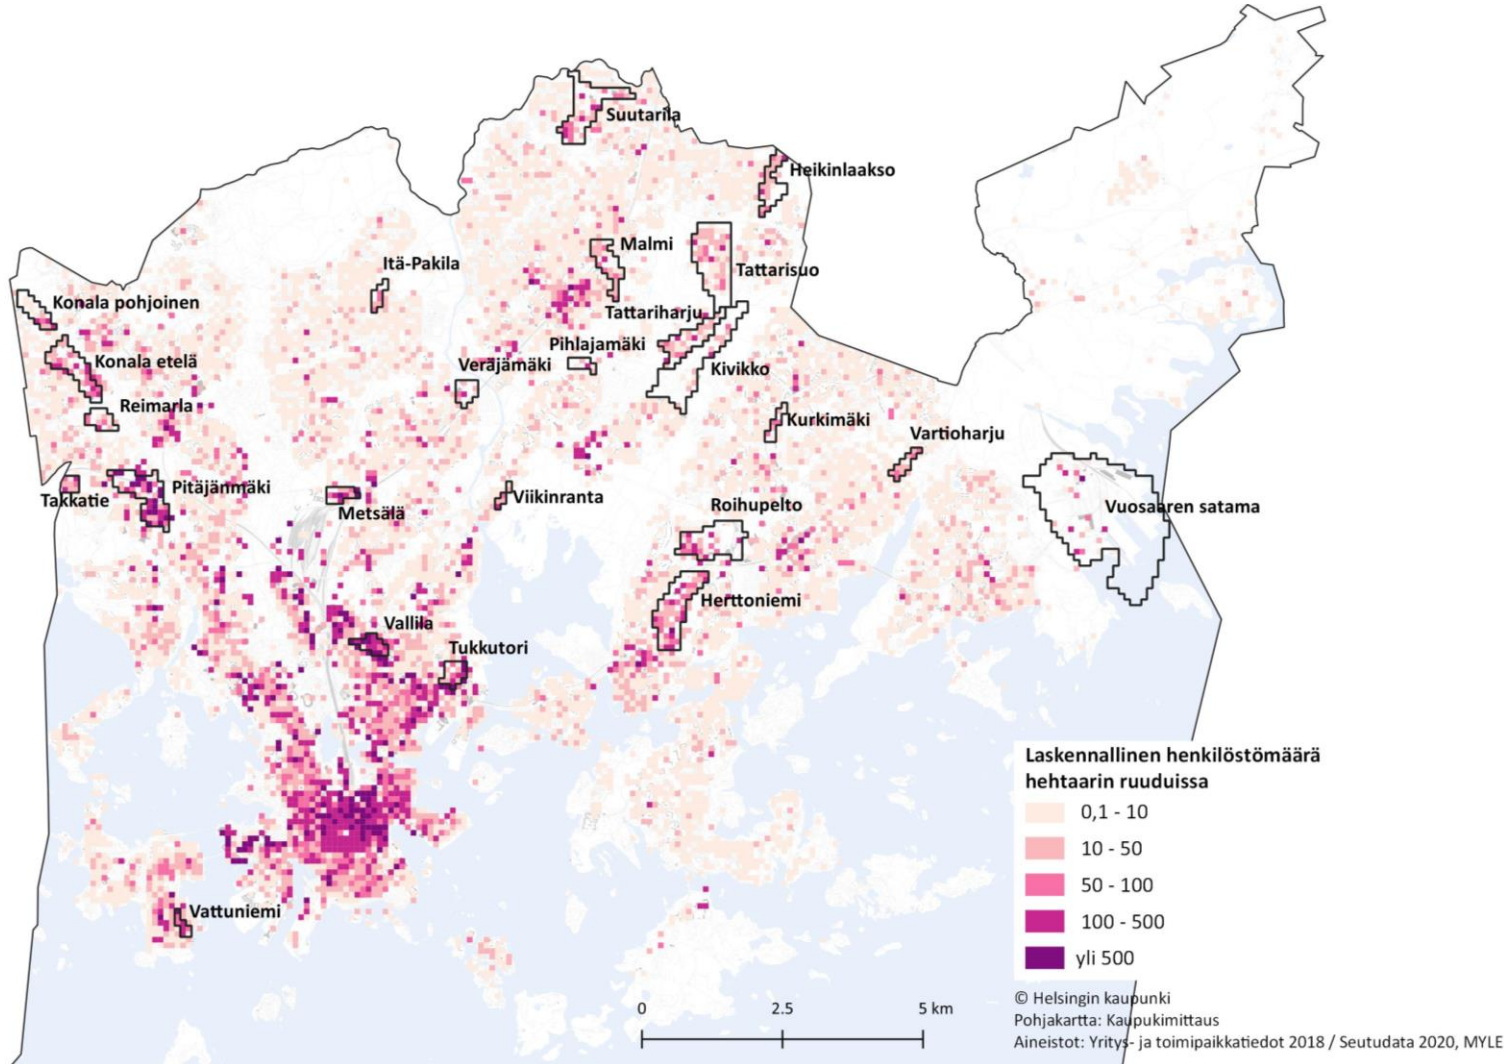 Suutarila
Heikinlaakso
Malmi
Itä-Pakila
Tattarisuo
Konala pohjoinen
Tattariharju
Pihlajamäki
Konala etelä
Veräjämäki
Kivikko
Reimarla
Kurkimäki
Vartioharju
Pitäjänmäki
Takkatie
Viikinranta
Metsälä
Roihupelto
Vuosaaren satama
Herttoniemi
Vallila
Tukkutori
Vattuniemi
Laskennallinen henkilöstömäärä
hehtaarin ruuduissa
0,1 - 10
10 - 50
50 - 100
100 - 500
yli 500
0 2.5 5 km
© Helsingin kaupunki
Pohjakartta: Kaupukimittaus
Aineistot: Yritys- ja toimipaikkatiedot 2018 / Seutudata 2020, MYLE